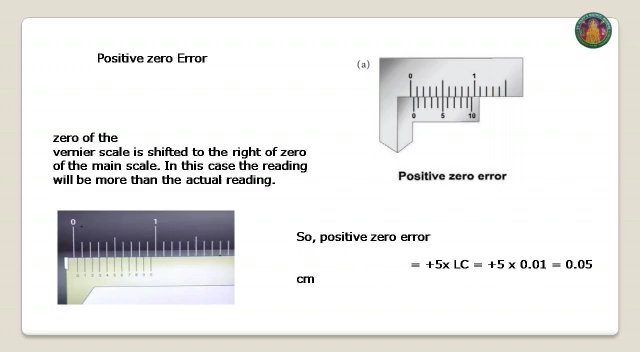 Positive zero Error
(a)
0 1
0 5 10
Positive zero error
zero of the
vernier scale is shifted to the right of zero
of the main scale. In this case the reading
will be more than the actual reading.
0 1
So, positive zero error
= +5x LC = +5 x 0.01 = 0.05
cm